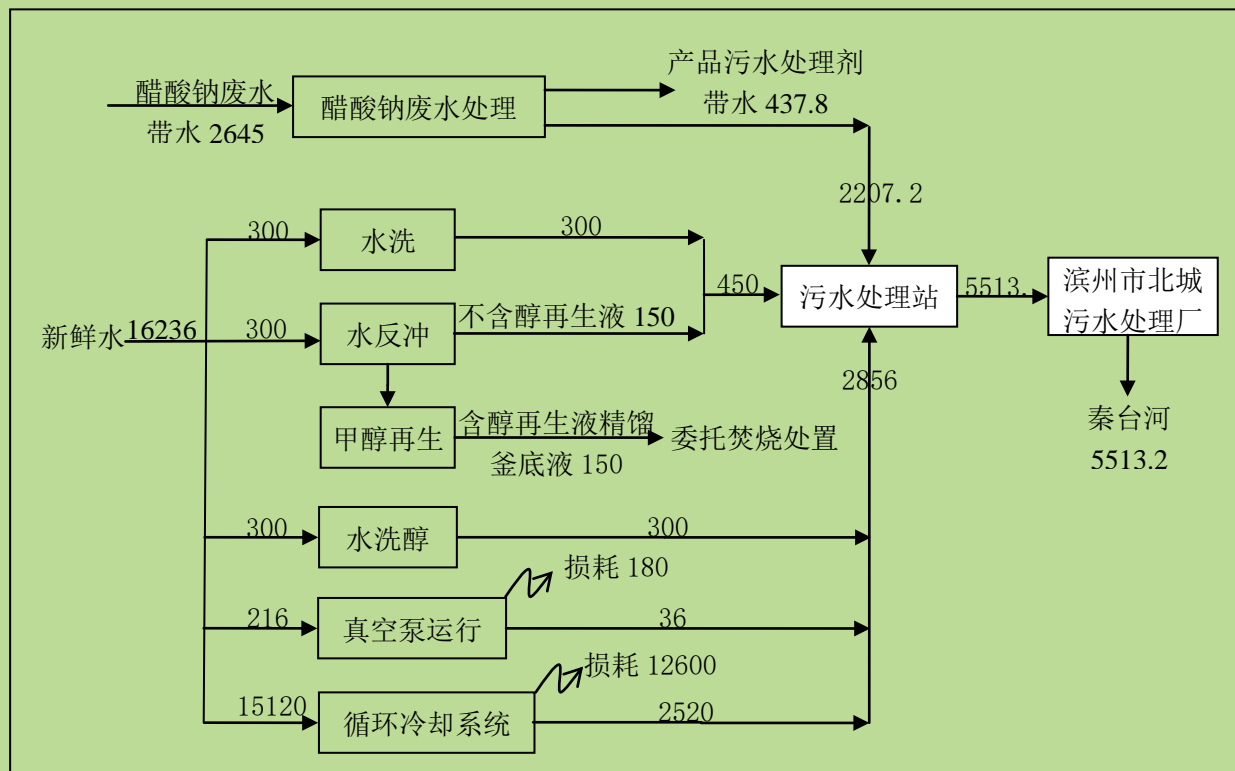 醋酸钠废水
带水 2645
醋酸钠废水处理
产品污水处理剂
带水 437.8
2207.2
300
水洗
300
450
污水处理站
5513.
滨州市北城
污水处理厂
新鲜水
16236
300
水反冲
不含醇再生液 150
2856
甲醇再生
含醇再生液精馏
釜底液 150
委托焚烧处置
秦台河
5513.2
300
水洗醇
300
损耗 180
216
真空泵运行
36
损耗 12600
15120
循环冷却系统
2520